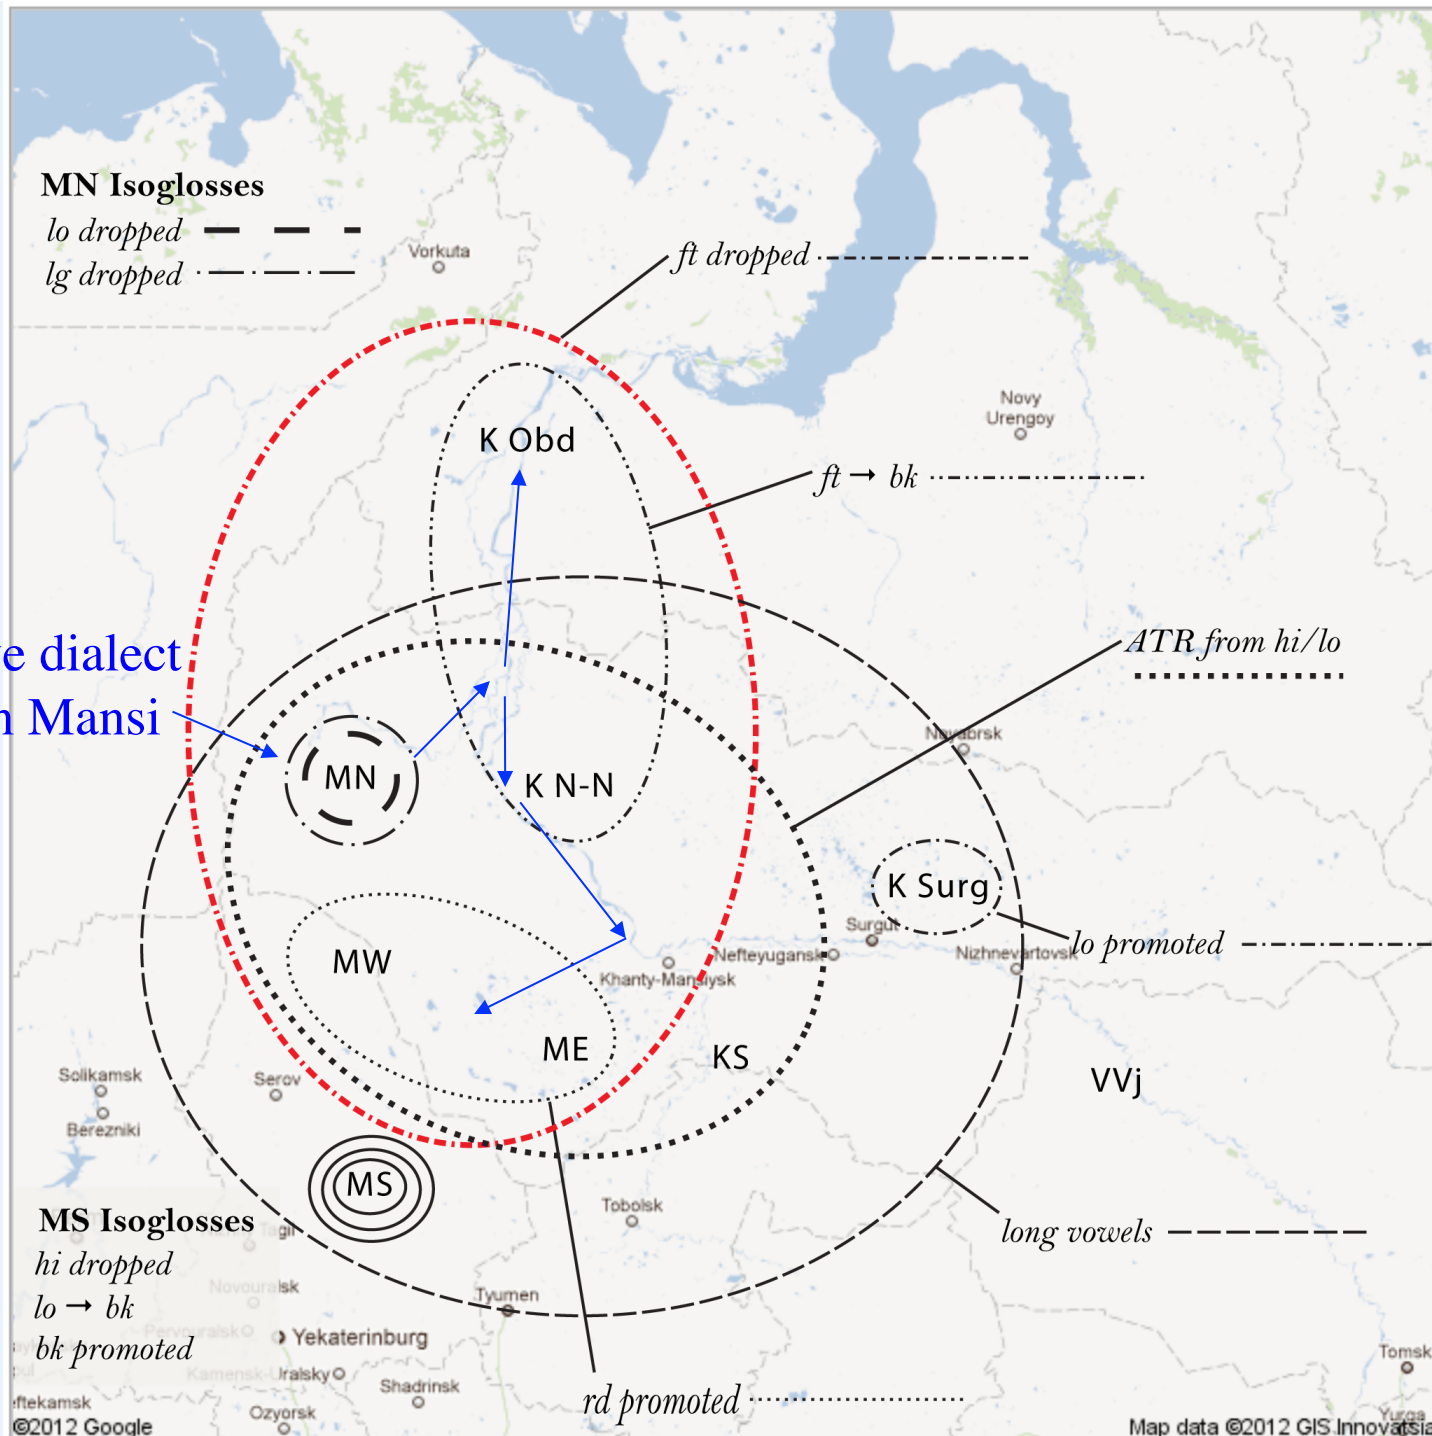 MN Isoglosses
lo dropped
lg dropped
Vorkuta
ft dropped
Novy
Urengoy
K Obd
ft → bk
ATR from hi/lo
e dialect
Mansi
MN
K N-N
K Surg
Surgut
lo promoted
Nefteyugansk
Nizhnevartovsk
Khanty-Mansiysk
MW
ME
KS
VVj
Solikamsk
Serov
Berezniki
MS
Tobolsk
MS Isoglosses
hi dropped
lo → bk
bk promoted
long vowels
Tyumen
Yekaterinburg
Shadrinsk
Ozyorsk
rd promoted
Tomsk
Yurga
©2012 Google
Map data ©2012 GIS Innovatsia